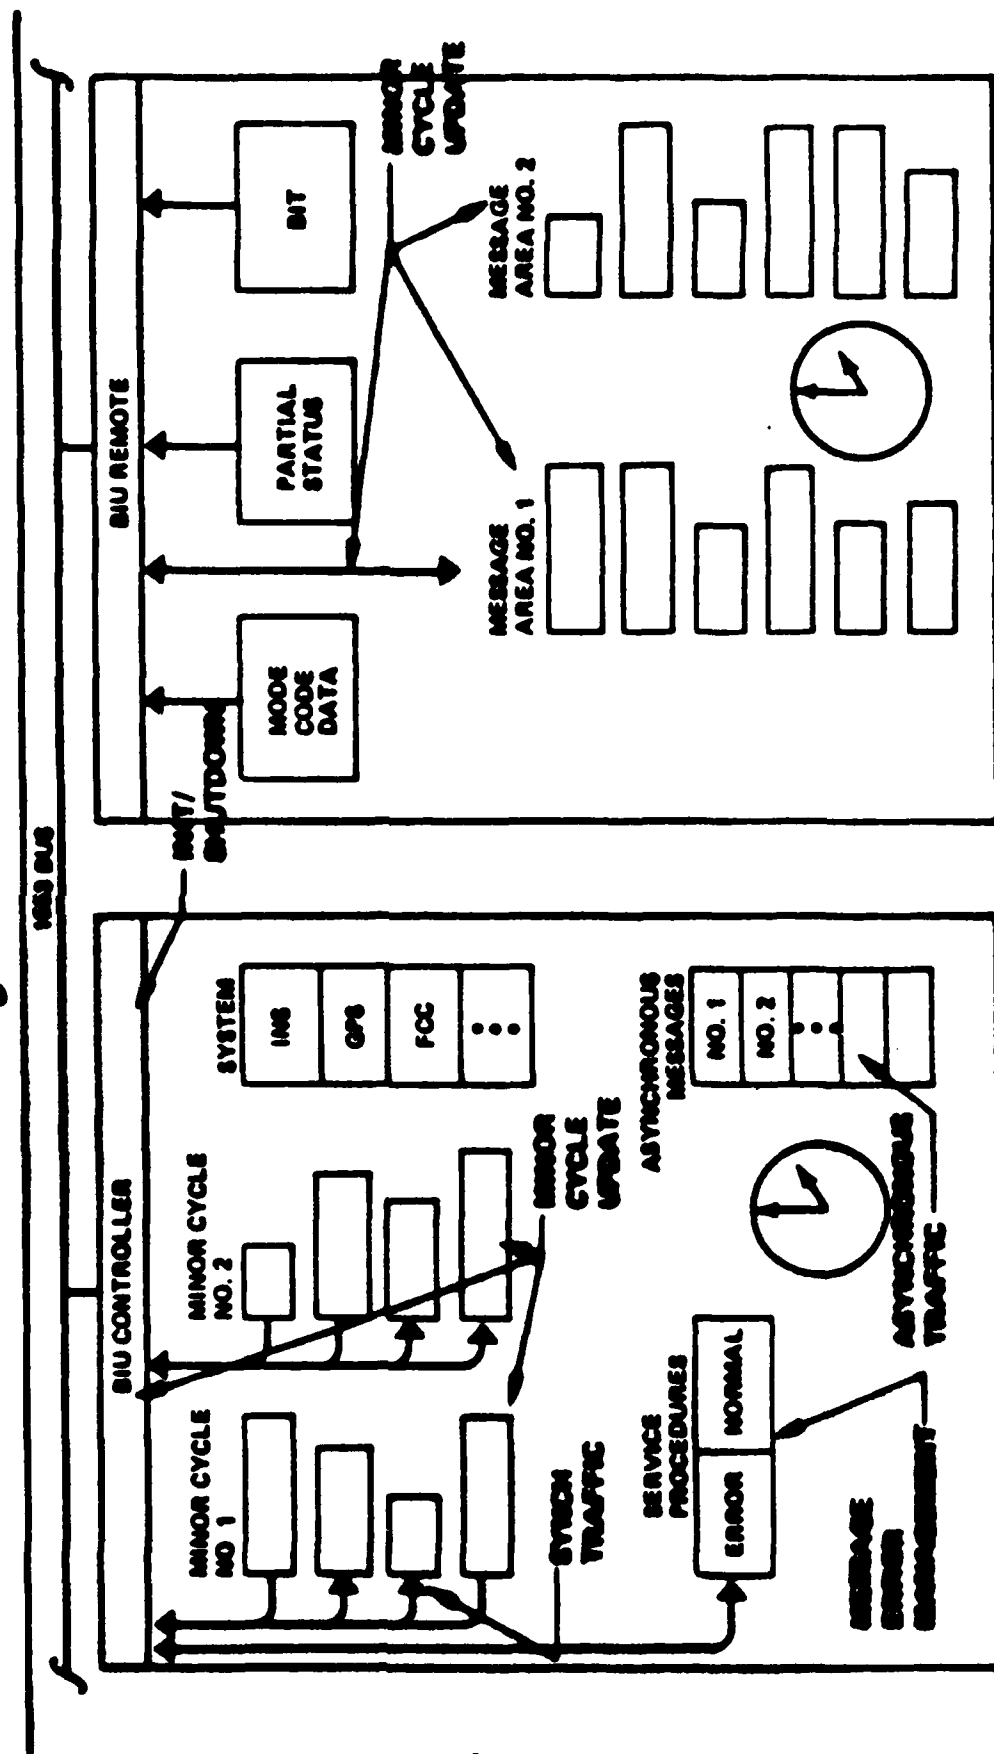 1553 BUS
BIU CONTROLLER
MINOR CYCLE
NO 1
MINOR CYCLE
NO. 2
SYSTEM
INS
GPS
FCC
SYNCH
TRAFFIC
MINOR
CYCLE
UPDATE
SERVICE
PROCEDURES
ERROR
NORMAL
ASYNCHRONOUS
MESSAGES
NO. 1
NO. 2
MESSAGE
ERROR
MANAGEMENT
ASYNCHRONOUS
TRAFFIC
INIT/
SHUTDOWN
BIU REMOTE
MODE
CODE
DATA
PARTIAL
STATUS
BIT
MINOR
CYCLE
UPDATE
MESSAGE
AREA NO. 1
MESSAGE
AREA NO. 2